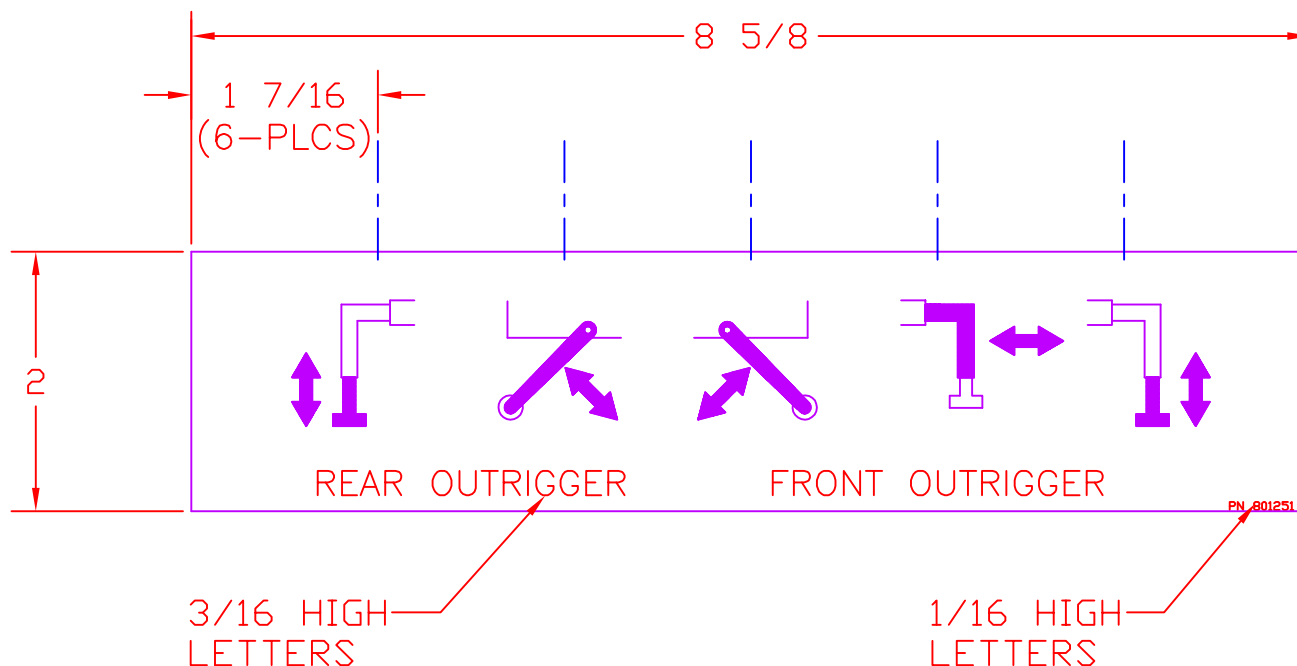 8 5/8
1 7/16
(6-PLCS)
2
REAR OUTRIGGER
FRONT OUTRIGGER
PN 801251
3/16 HIGH
LETTERS
1/16 HIGH
LETTERS